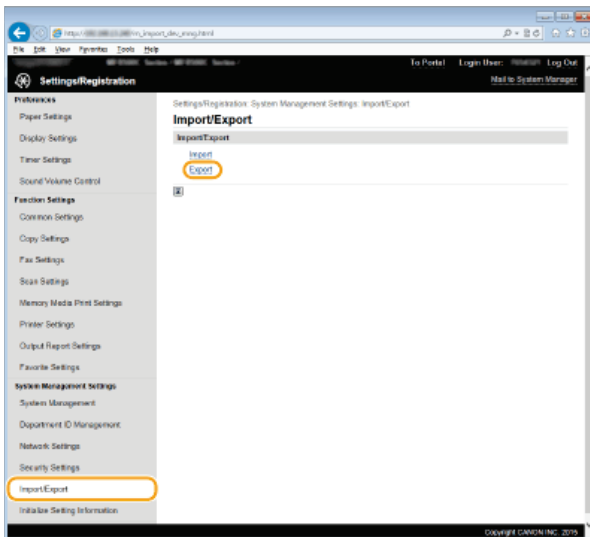 http://
m_import_dev_mng.html
File Edit View Favorites Tools Help
To Portal Login User: Log Out
Settings/Registration
Mail to System Manager
Preferences
Paper Settings
Display Settings
Timer Settings
Sound Volume Control
Function Settings
Common Settings
Copy Settings
Fax Settings
Scan Settings
Memory Media Print Settings
Printer Settings
Output Report Settings
Favorite Settings
System Management Settings
System Management
Department ID Management
Network Settings
Security Settings
Import/Export
Initialize Setting Information
Settings/Registration: System Management Settings: Import/Export
Import/Export
Import/Export
Import
Export
Copyright CANON INC. 2015